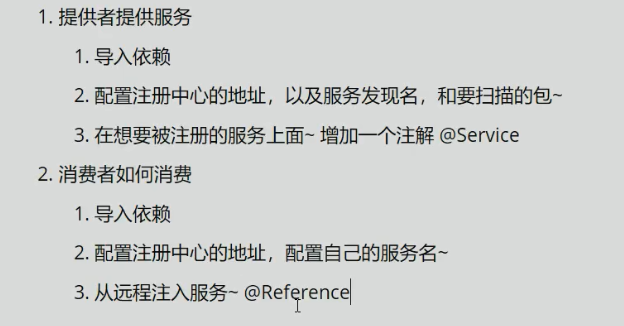 1. 提供者提供服务
1. 导入依赖
2. 配置注册中心的地址，以及服务发现名，和要扫描的包~
3. 在想要被注册的服务上面~ 增加一个注解 @Service
2. 消费者如何消费
1. 导入依赖
2. 配置注册中心的地址，配置自己的服务名~
3. 从远程注入服务~ @Reference